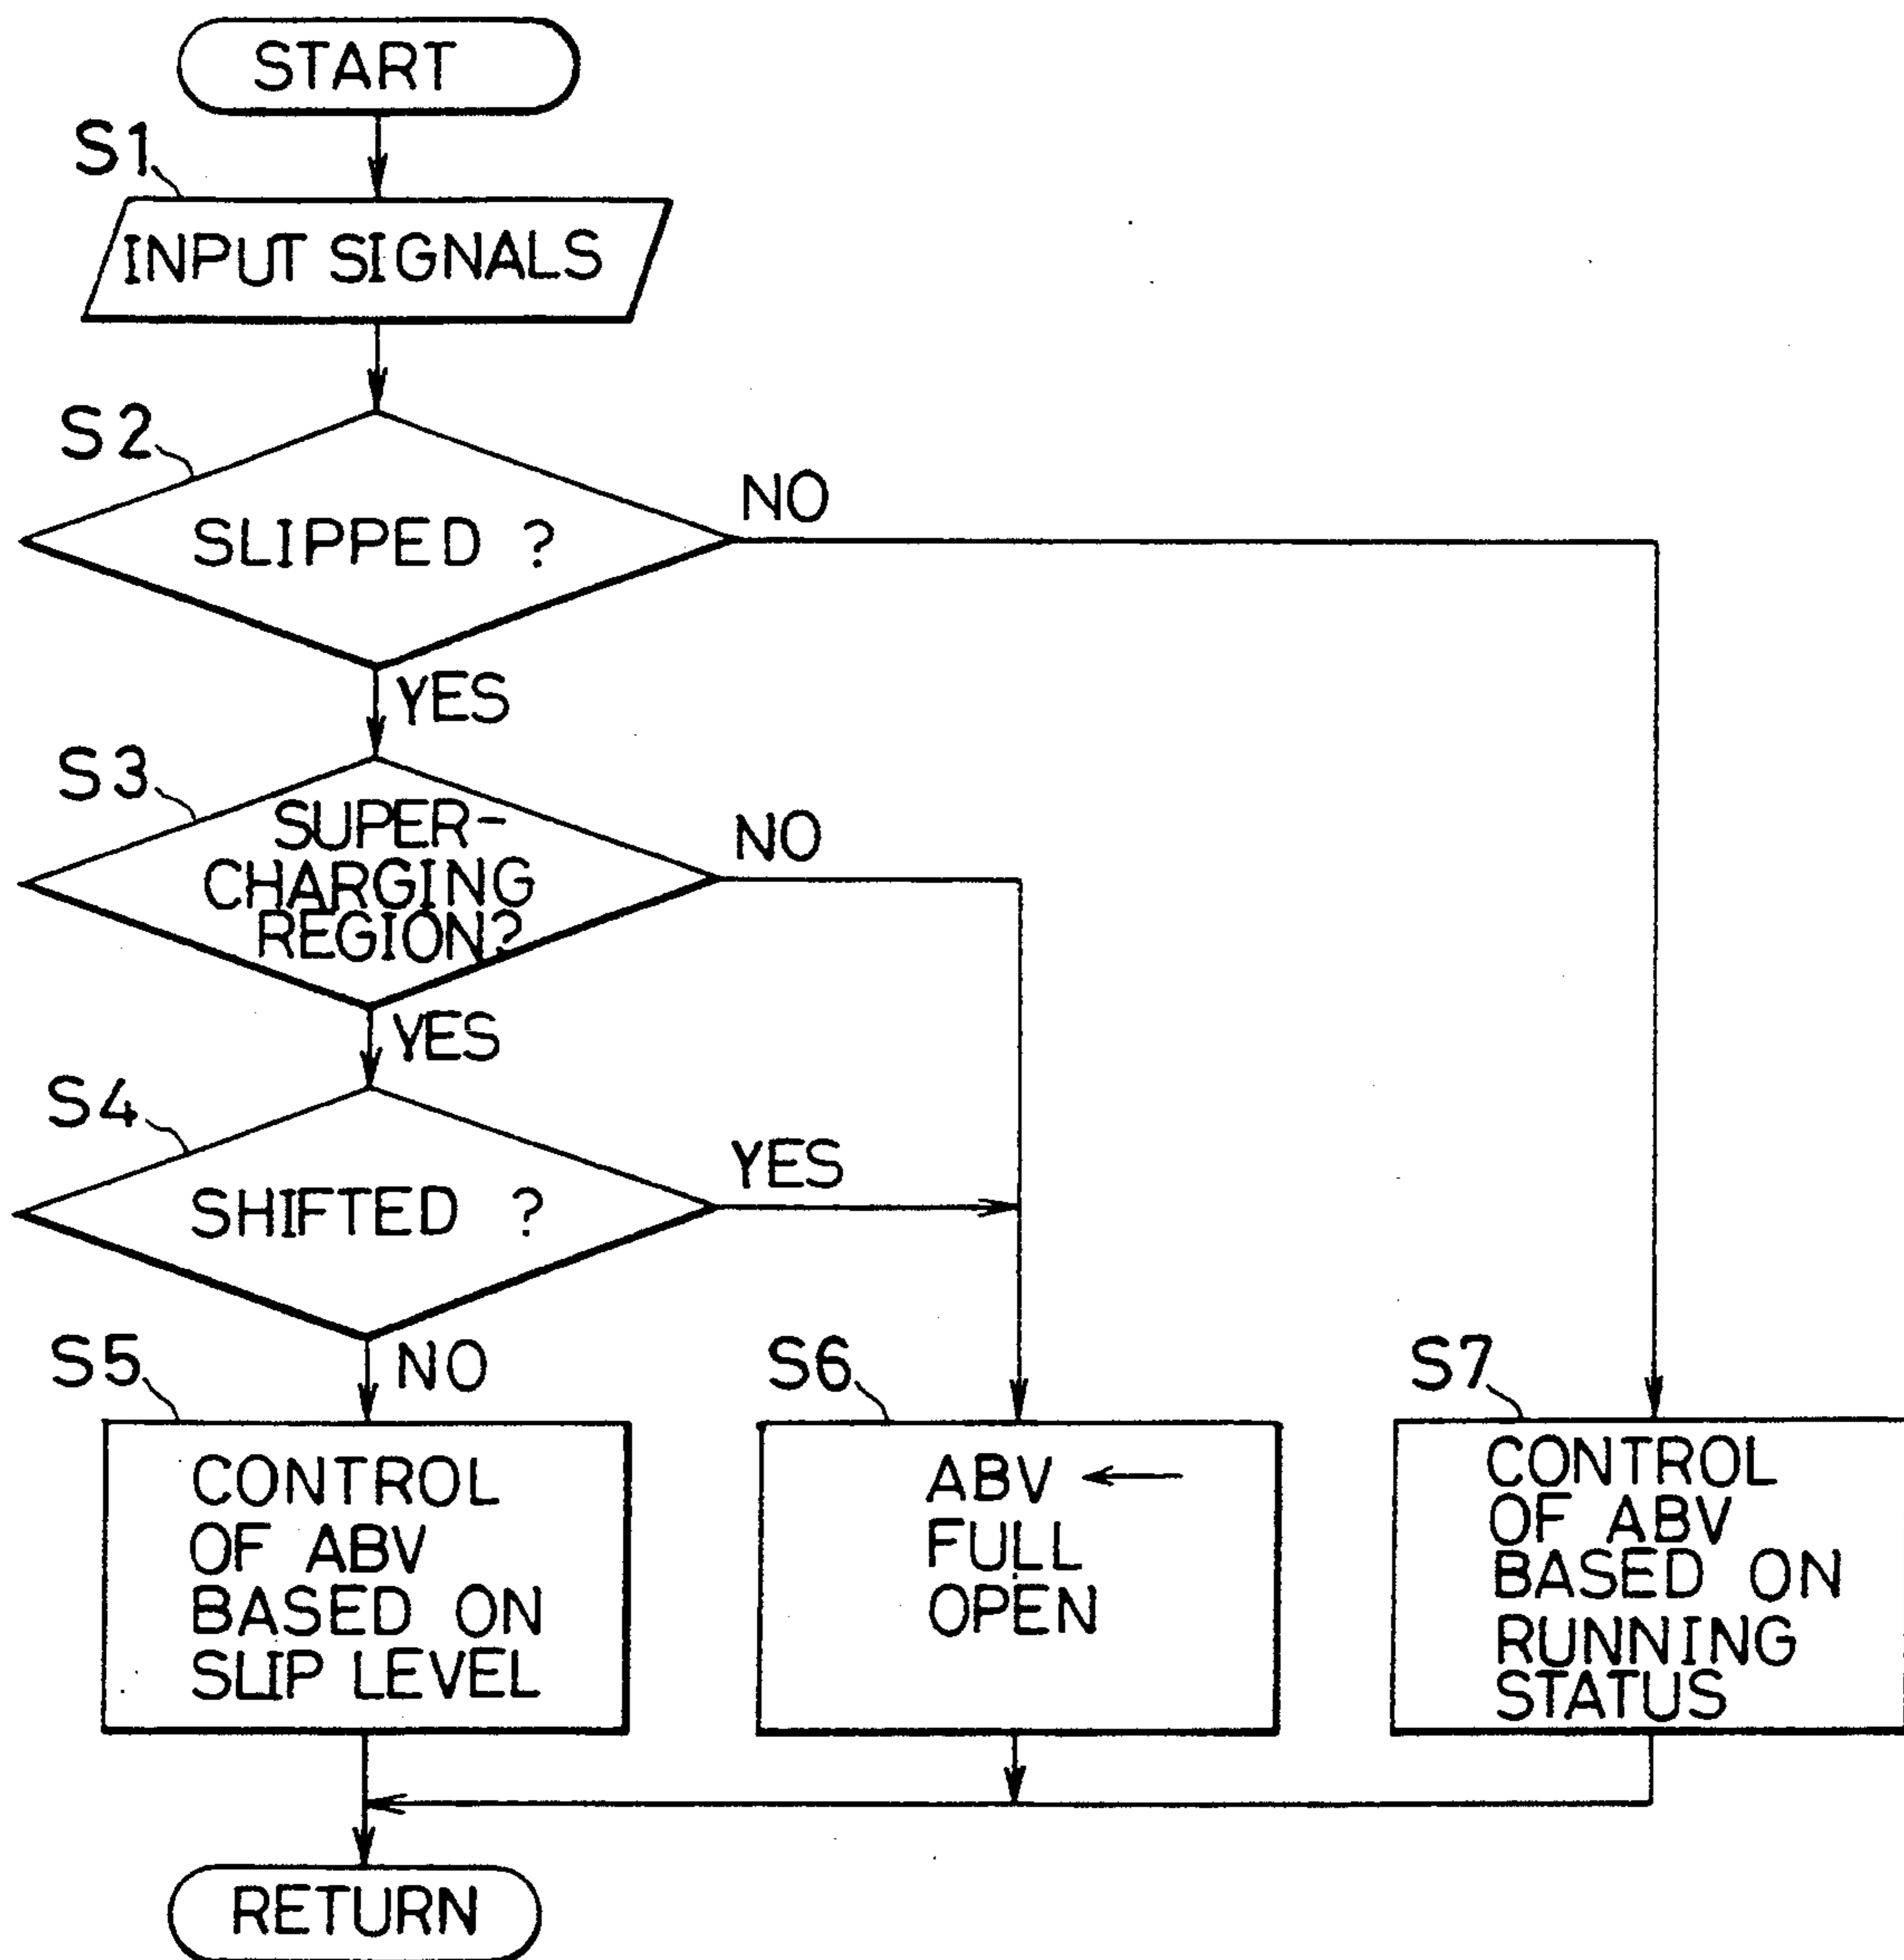 START
S1
INPUT SIGNALS
S2
SLIPPED ?
NO
YES
S3
SUPER-
CHARGING
REGION?
NO
YES
S4
SHIFTED ?
YES
NO
S5
CONTROL
OF ABV
BASED ON
SLIP LEVEL
S6
ABV ←
FULL
OPEN
S7
CONTROL
OF ABV
BASED ON
RUNNING
STATUS
RETURN